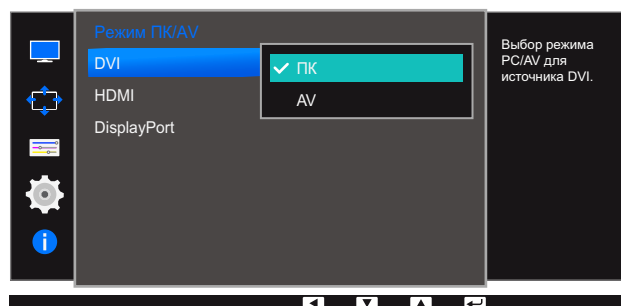 Режим ПК/AV
DVI
ПК
HDMI
AV
DisplayPort
Выбор режима
PC/AV для
источника DVI.